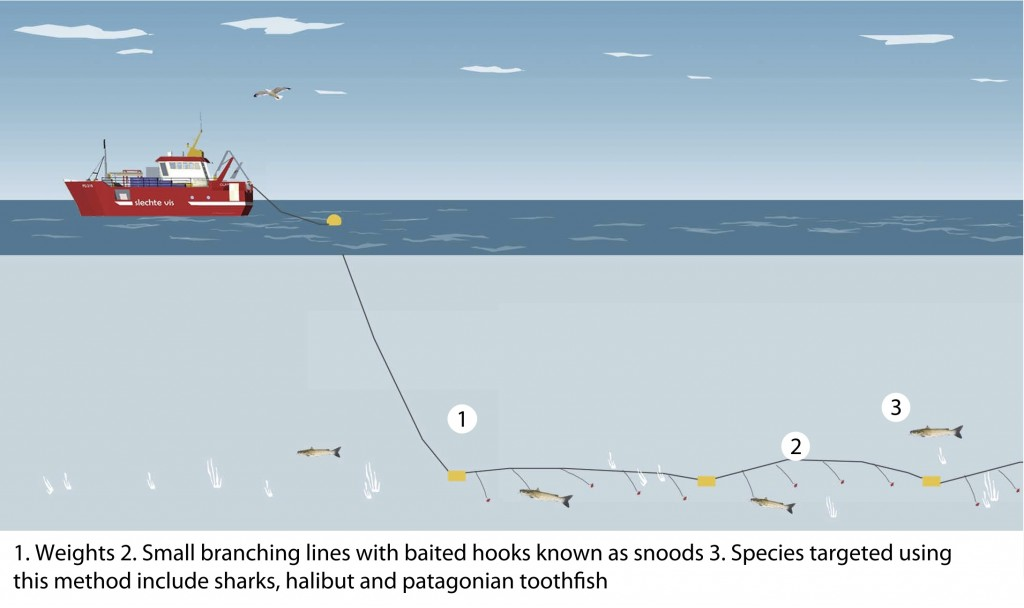 slechte vis
1
2
3
1. Weights 2. Small branching lines with baited hooks known as snoods 3. Species targeted using
this method include sharks, halibut and patagonian toothfish